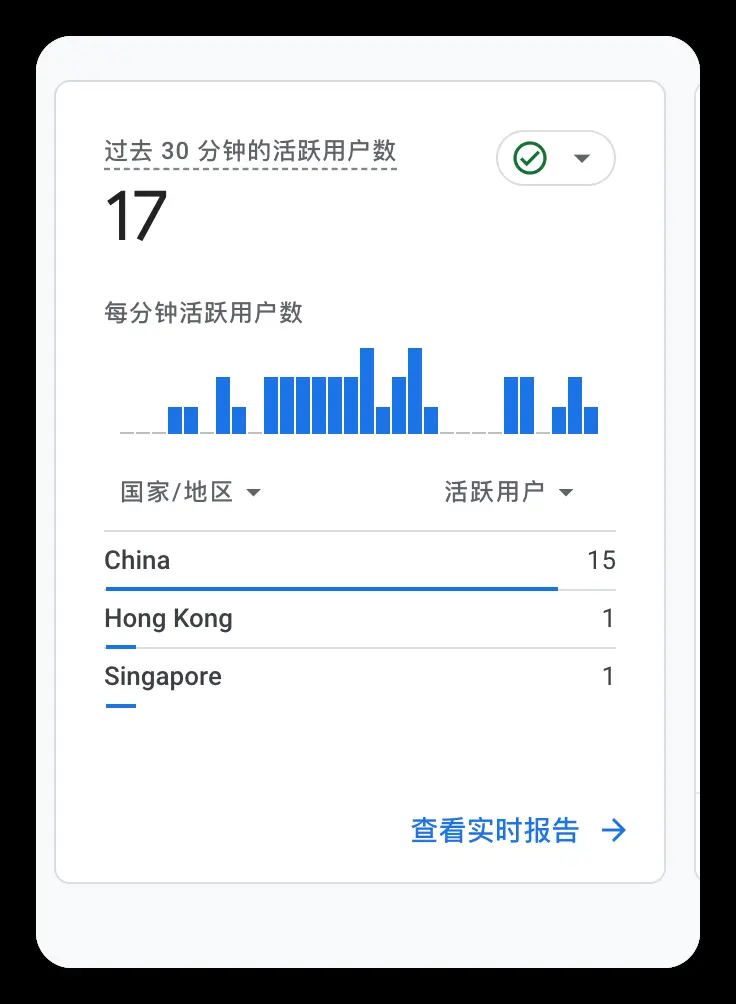 过去 30 分钟的活跃用户数
17
每分钟活跃用户数
国家/地区 活跃用户
China 15
Hong Kong 1
Singapore 1
查看实时报告